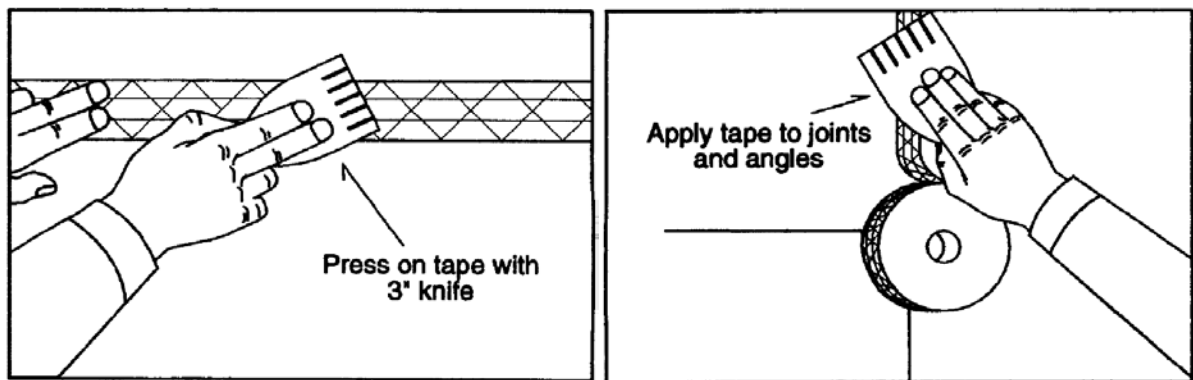 Press on tape with
3" knife
Apply tape to joints
and angles